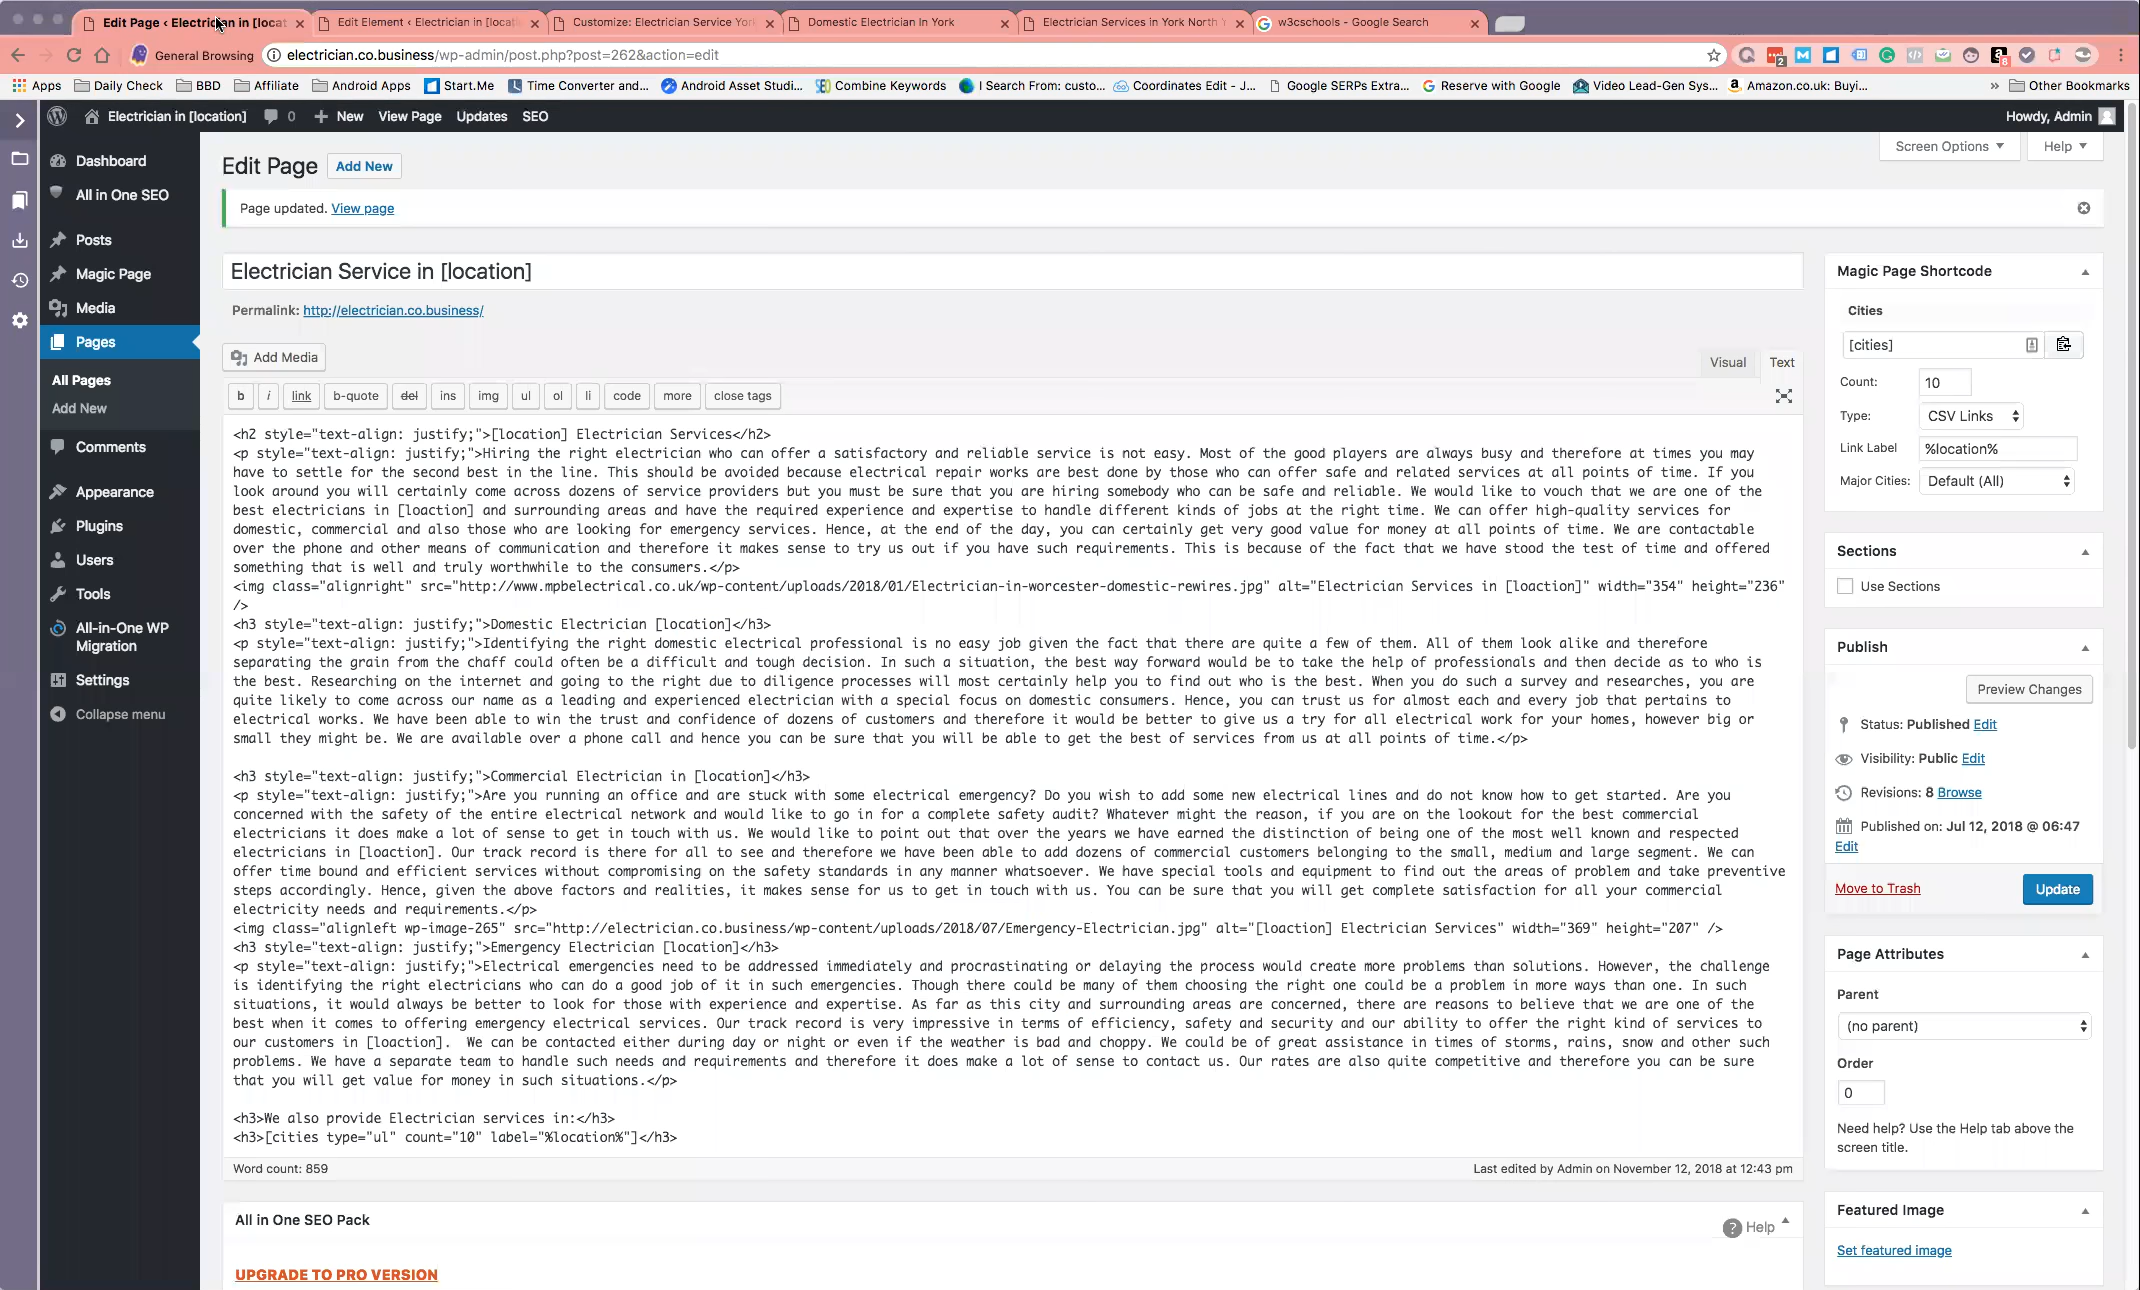 Edit Page ‹ Electrician in [locat
Edit Element ‹ Electrician in [locati
Customize: Electrician Service York
Domestic Electrician In York
Electrician Services in York North Y
w3cschools - Google Search
General Browsing
electrician.co.business/wp-admin/post.php?post=262&action=edit
2
8
Apps
Daily Check
BBD
Affiliate
Android Apps
Start.Me
Time Converter and...
Android Asset Studi...
Combine Keywords
I Search From: custo...
Coordinates Edit - J...
Google SERPs Extra...
Reserve with Google
Video Lead-Gen Sys...
Amazon.co.uk: Buyi...
» Other Bookmarks
Electrician in [location]
0
New
View Page
Updates
SEO
Howdy, Admin
Dashboard
All in One SEO
Posts
Magic Page
Media
Pages
All Pages
Add New
Comments
Appearance
Plugins
Users
Tools
All-in-One WP
Migration
Settings
Collapse menu
Screen Options
Help
Edit Page
Add New
Page updated. View page
Electrician Service in [location]
Permalink: http://electrician.co.business/
Add Media
Visual
Text
b i link b-quote del ins img ul ol li code more close tags
<h2 style="text-align: justify;">[location] Electrician Services</h2>
<p style="text-align: justify;">Hiring the right electrician who can offer a satisfactory and reliable service is not easy. Most of the good players are always busy and therefore at times you may
have to settle for the second best in the line. This should be avoided because electrical repair works are best done by those who can offer safe and related services at all points of time. If you
look around you will certainly come across dozens of service providers but you must be sure that you are hiring somebody who can be safe and reliable. We would like to vouch that we are one of the
best electricians in [loaction] and surrounding areas and have the required experience and expertise to handle different kinds of jobs at the right time. We can offer high-quality services for
domestic, commercial and also those who are looking for emergency services. Hence, at the end of the day, you can certainly get very good value for money at all points of time. We are contactable
over the phone and other means of communication and therefore it makes sense to try us out if you have such requirements. This is because of the fact that we have stood the test of time and offered
something that is well and truly worthwhile to the consumers.</p>
<img class="alignright" src="http://www.mpbelectrical.co.uk/wp-content/uploads/2018/01/Electrician-in-worcester-domestic-rewires.jpg" alt="Electrician Services in [loaction]" width="354" height="236"
/>
<h3 style="text-align: justify;">Domestic Electrician [location]</h3>
<p style="text-align: justify;">Identifying the right domestic electrical professional is no easy job given the fact that there are quite a few of them. All of them look alike and therefore
separating the grain from the chaff could often be a difficult and tough decision. In such a situation, the best way forward would be to take the help of professionals and then decide as to who is
the best. Researching on the internet and going to the right due to diligence processes will most certainly help you to find out who is the best. When you do such a survey and researches, you are
quite likely to come across our name as a leading and experienced electrician with a special focus on domestic consumers. Hence, you can trust us for almost each and every job that pertains to
electrical works. We have been able to win the trust and confidence of dozens of customers and therefore it would be better to give us a try for all electrical work for your homes, however big or
small they might be. We are available over a phone call and hence you can be sure that you will be able to get the best of services from us at all points of time.</p>
<h3 style="text-align: justify;">Commercial Electrician in [location]</h3>
<p style="text-align: justify;">Are you running an office and are stuck with some electrical emergency? Do you wish to add some new electrical lines and do not know how to get started. Are you
concerned with the safety of the entire electrical network and would like to go in for a complete safety audit? Whatever might the reason, if you are on the lookout for the best commercial
electricians it does make a lot of sense to get in touch with us. We would like to point out that over the years we have earned the distinction of being one of the most well known and respected
electricians in [loaction]. Our track record is there for all to see and therefore we have been able to add dozens of commercial customers belonging to the small, medium and large segment. We can
offer time bound and efficient services without compromising on the safety standards in any manner whatsoever. We have special tools and equipment to find out the areas of problem and take preventive
steps accordingly. Hence, given the above factors and realities, it makes sense for us to get in touch with us. You can be sure that you will get complete satisfaction for all your commercial
electricity needs and requirements.</p>
<img class="alignleft wp-image-265" src="http://electrician.co.business/wp-content/uploads/2018/07/Emergency-Electrician.jpg" alt="[loaction] Electrician Services" width="369" height="207" />
<h3 style="text-align: justify;">Emergency Electrician [location]</h3>
<p style="text-align: justify;">Electrical emergencies need to be addressed immediately and procrastinating or delaying the process would create more problems than solutions. However, the challenge
is identifying the right electricians who can do a good job of it in such emergencies. Though there could be many of them choosing the right one could be a problem in more ways than one. In such
situations, it would always be better to look for those with experience and expertise. As far as this city and surrounding areas are concerned, there are reasons to believe that we are one of the
best when it comes to offering emergency electrical services. Our track record is very impressive in terms of efficiency, safety and security and our ability to offer the right kind of services to
our customers in [loaction].  We can be contacted either during day or night or even if the weather is bad and choppy. We could be of great assistance in times of storms, rains, snow and other such
problems. We have a separate team to handle such needs and requirements and therefore it does make a lot of sense to contact us. Our rates are also quite competitive and therefore you can be sure
that you will get value for money in such situations.</p>
<h3>We also provide Electrician services in:</h3>
<h3>[cities type="ul" count="10" label="%location%"]</h3>
Word count: 859
Last edited by Admin on November 12, 2018 at 12:43 pm
All in One SEO Pack
Help
UPGRADE TO PRO VERSION
Magic Page Shortcode
Cities
[cities]
Count: 10
Type: CSV Links
Link Label %location%
Major Cities: Default (All)
Sections
Use Sections
Publish
Preview Changes
Status: Published Edit
Visibility: Public Edit
Revisions: 8 Browse
Published on: Jul 12, 2018 @ 06:47
Edit
Move to Trash
Update
Page Attributes
Parent
(no parent)
Order
0
Need help? Use the Help tab above the
screen title.
Featured Image
Set featured image